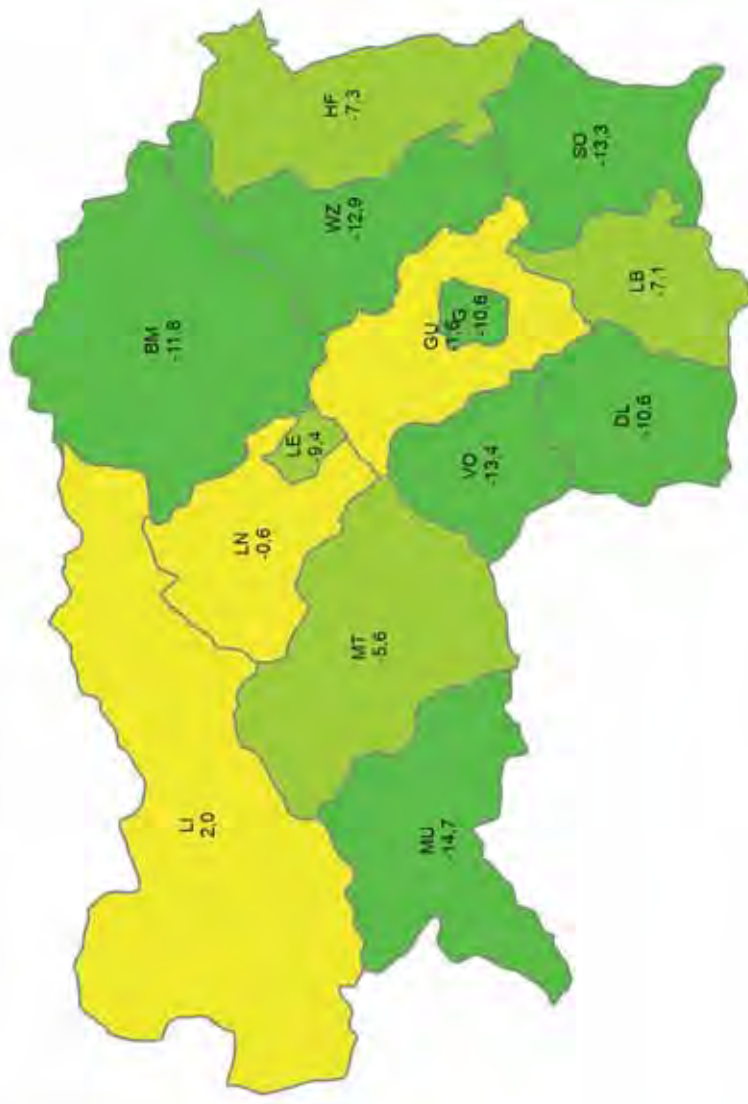 BM
-11,8
LI
2,0
LN
-0,6
LE
9,4
WZ
-12,9
HF
-7,3
MT
-5,6
MU
-14,7
GU
-1,6
G
-10,6
VO
-13,4
SO
-13,3
DL
-10,6
LB
-7,1